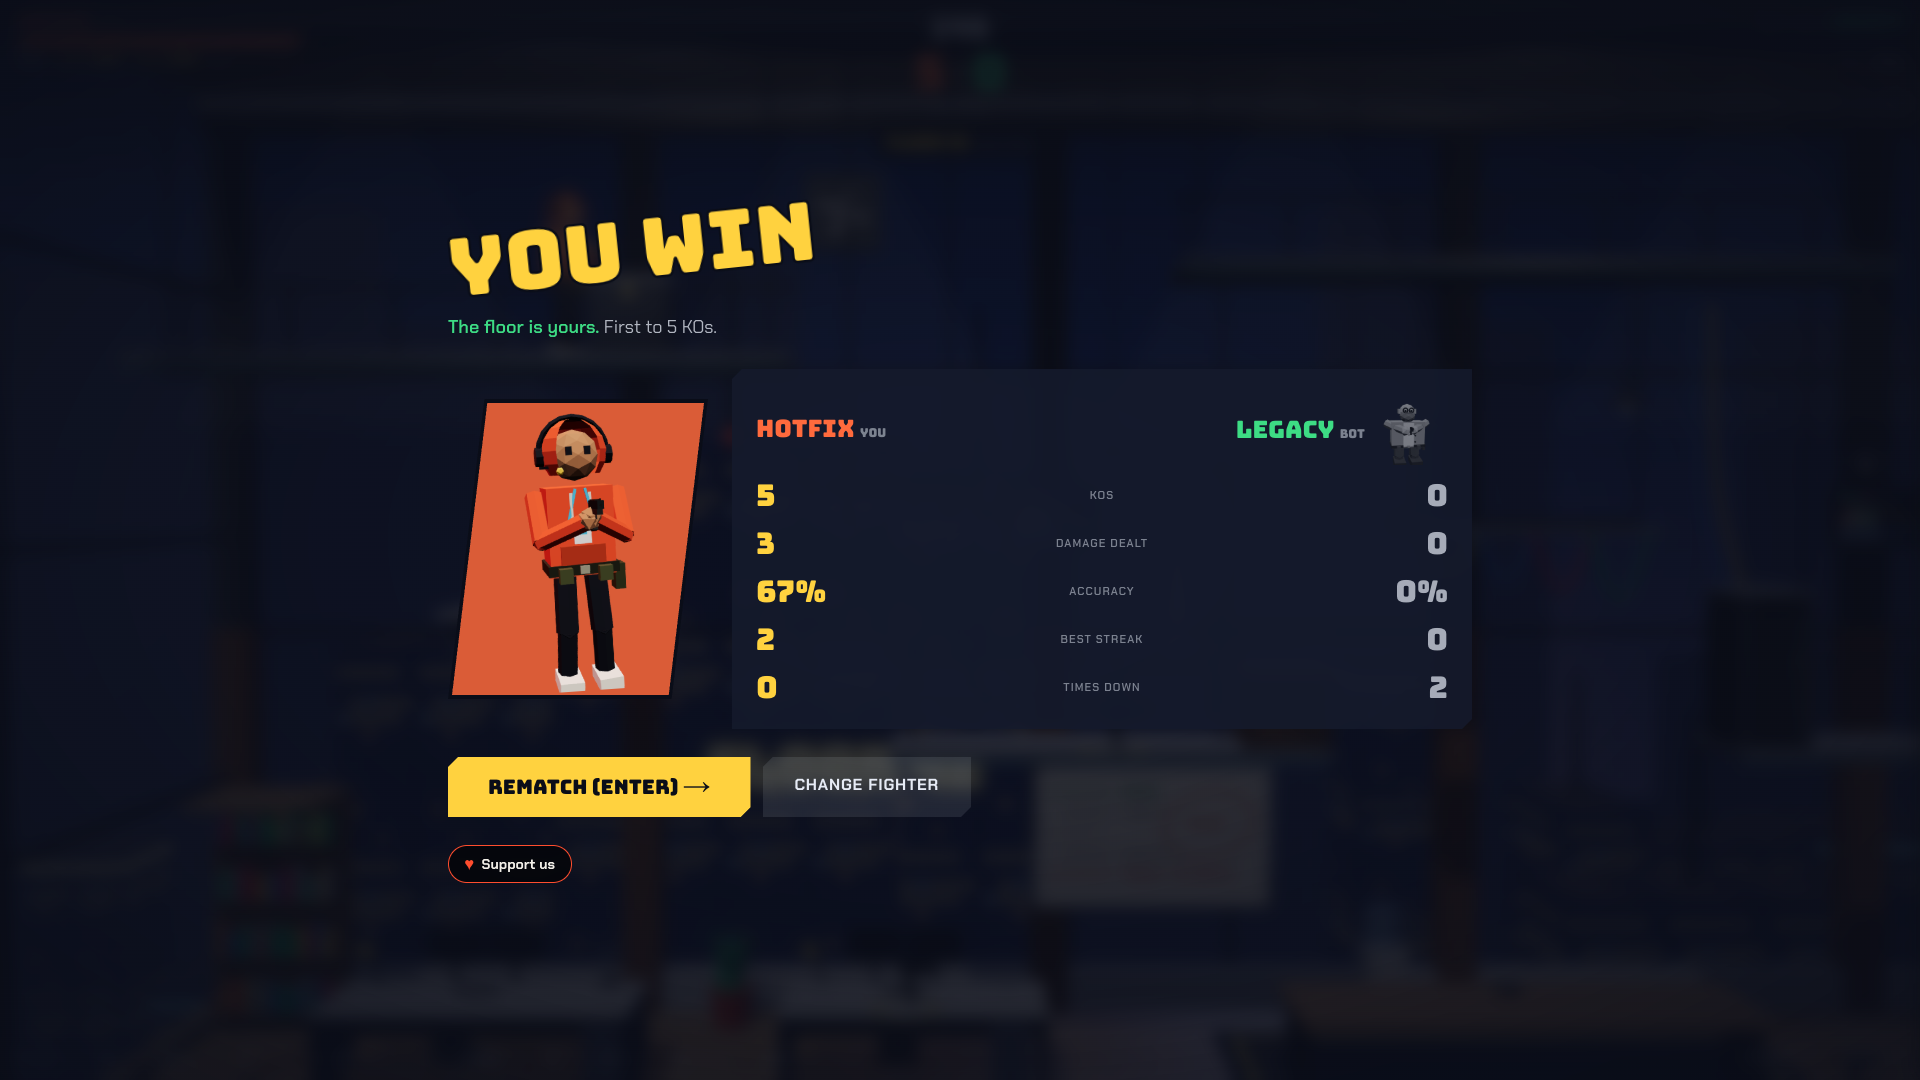 YOU WIN
The floor is yours. First to 5 KOs.
HOTFIX YOU
LEGACY BOT
5 KOS 0
3 DAMAGE DEALT 0
67% ACCURACY 0%
2 BEST STREAK 0
0 TIMES DOWN 2
REMATCH (ENTER) →
CHANGE FIGHTER
♥ Support us